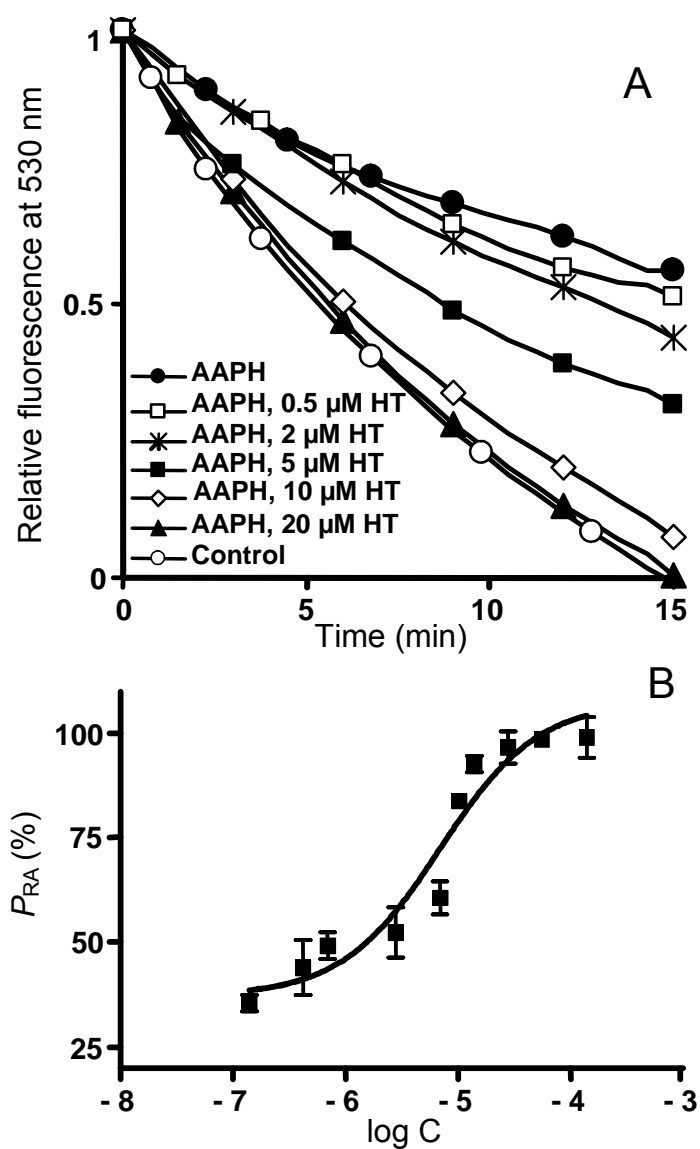 A
Relative fluorescence at 530 nm
1
0.5
0
AAPH
AAPH, 0.5 µM HT
AAPH, 2 µM HT
AAPH, 5 µM HT
AAPH, 10 µM HT
AAPH, 20 µM HT
Control
0 5 10 15
Time (min)
B
P_RA (%)
100
75
50
25
- 8 - 7 - 6 - 5 - 4 - 3
log C